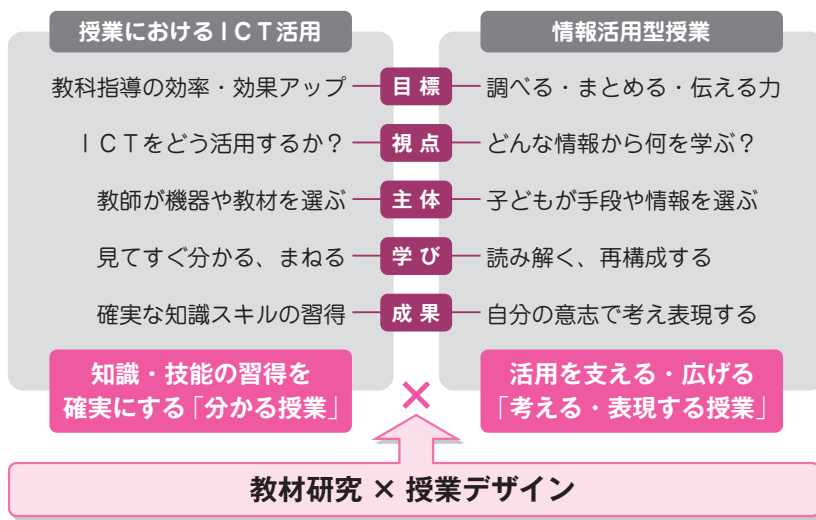 授業におけるICT活用
情報活用型授業
教科指導の効率・効果アップ 目標 調べる・まとめる・伝える力
ICTをどう活用するか？ 視点 どんな情報から何を学ぶ？
教師が機器や教材を選ぶ 主体 子どもが手段や情報を選ぶ
見てすぐ分かる、まねる 学び 読み解く、再構成する
確実な知識スキルの習得 成果 自分の意志で考え表現する
知識・技能の習得を
確実にする「分かる授業」
×
活用を支える・広げる
「考える・表現する授業」
教材研究 × 授業デザイン